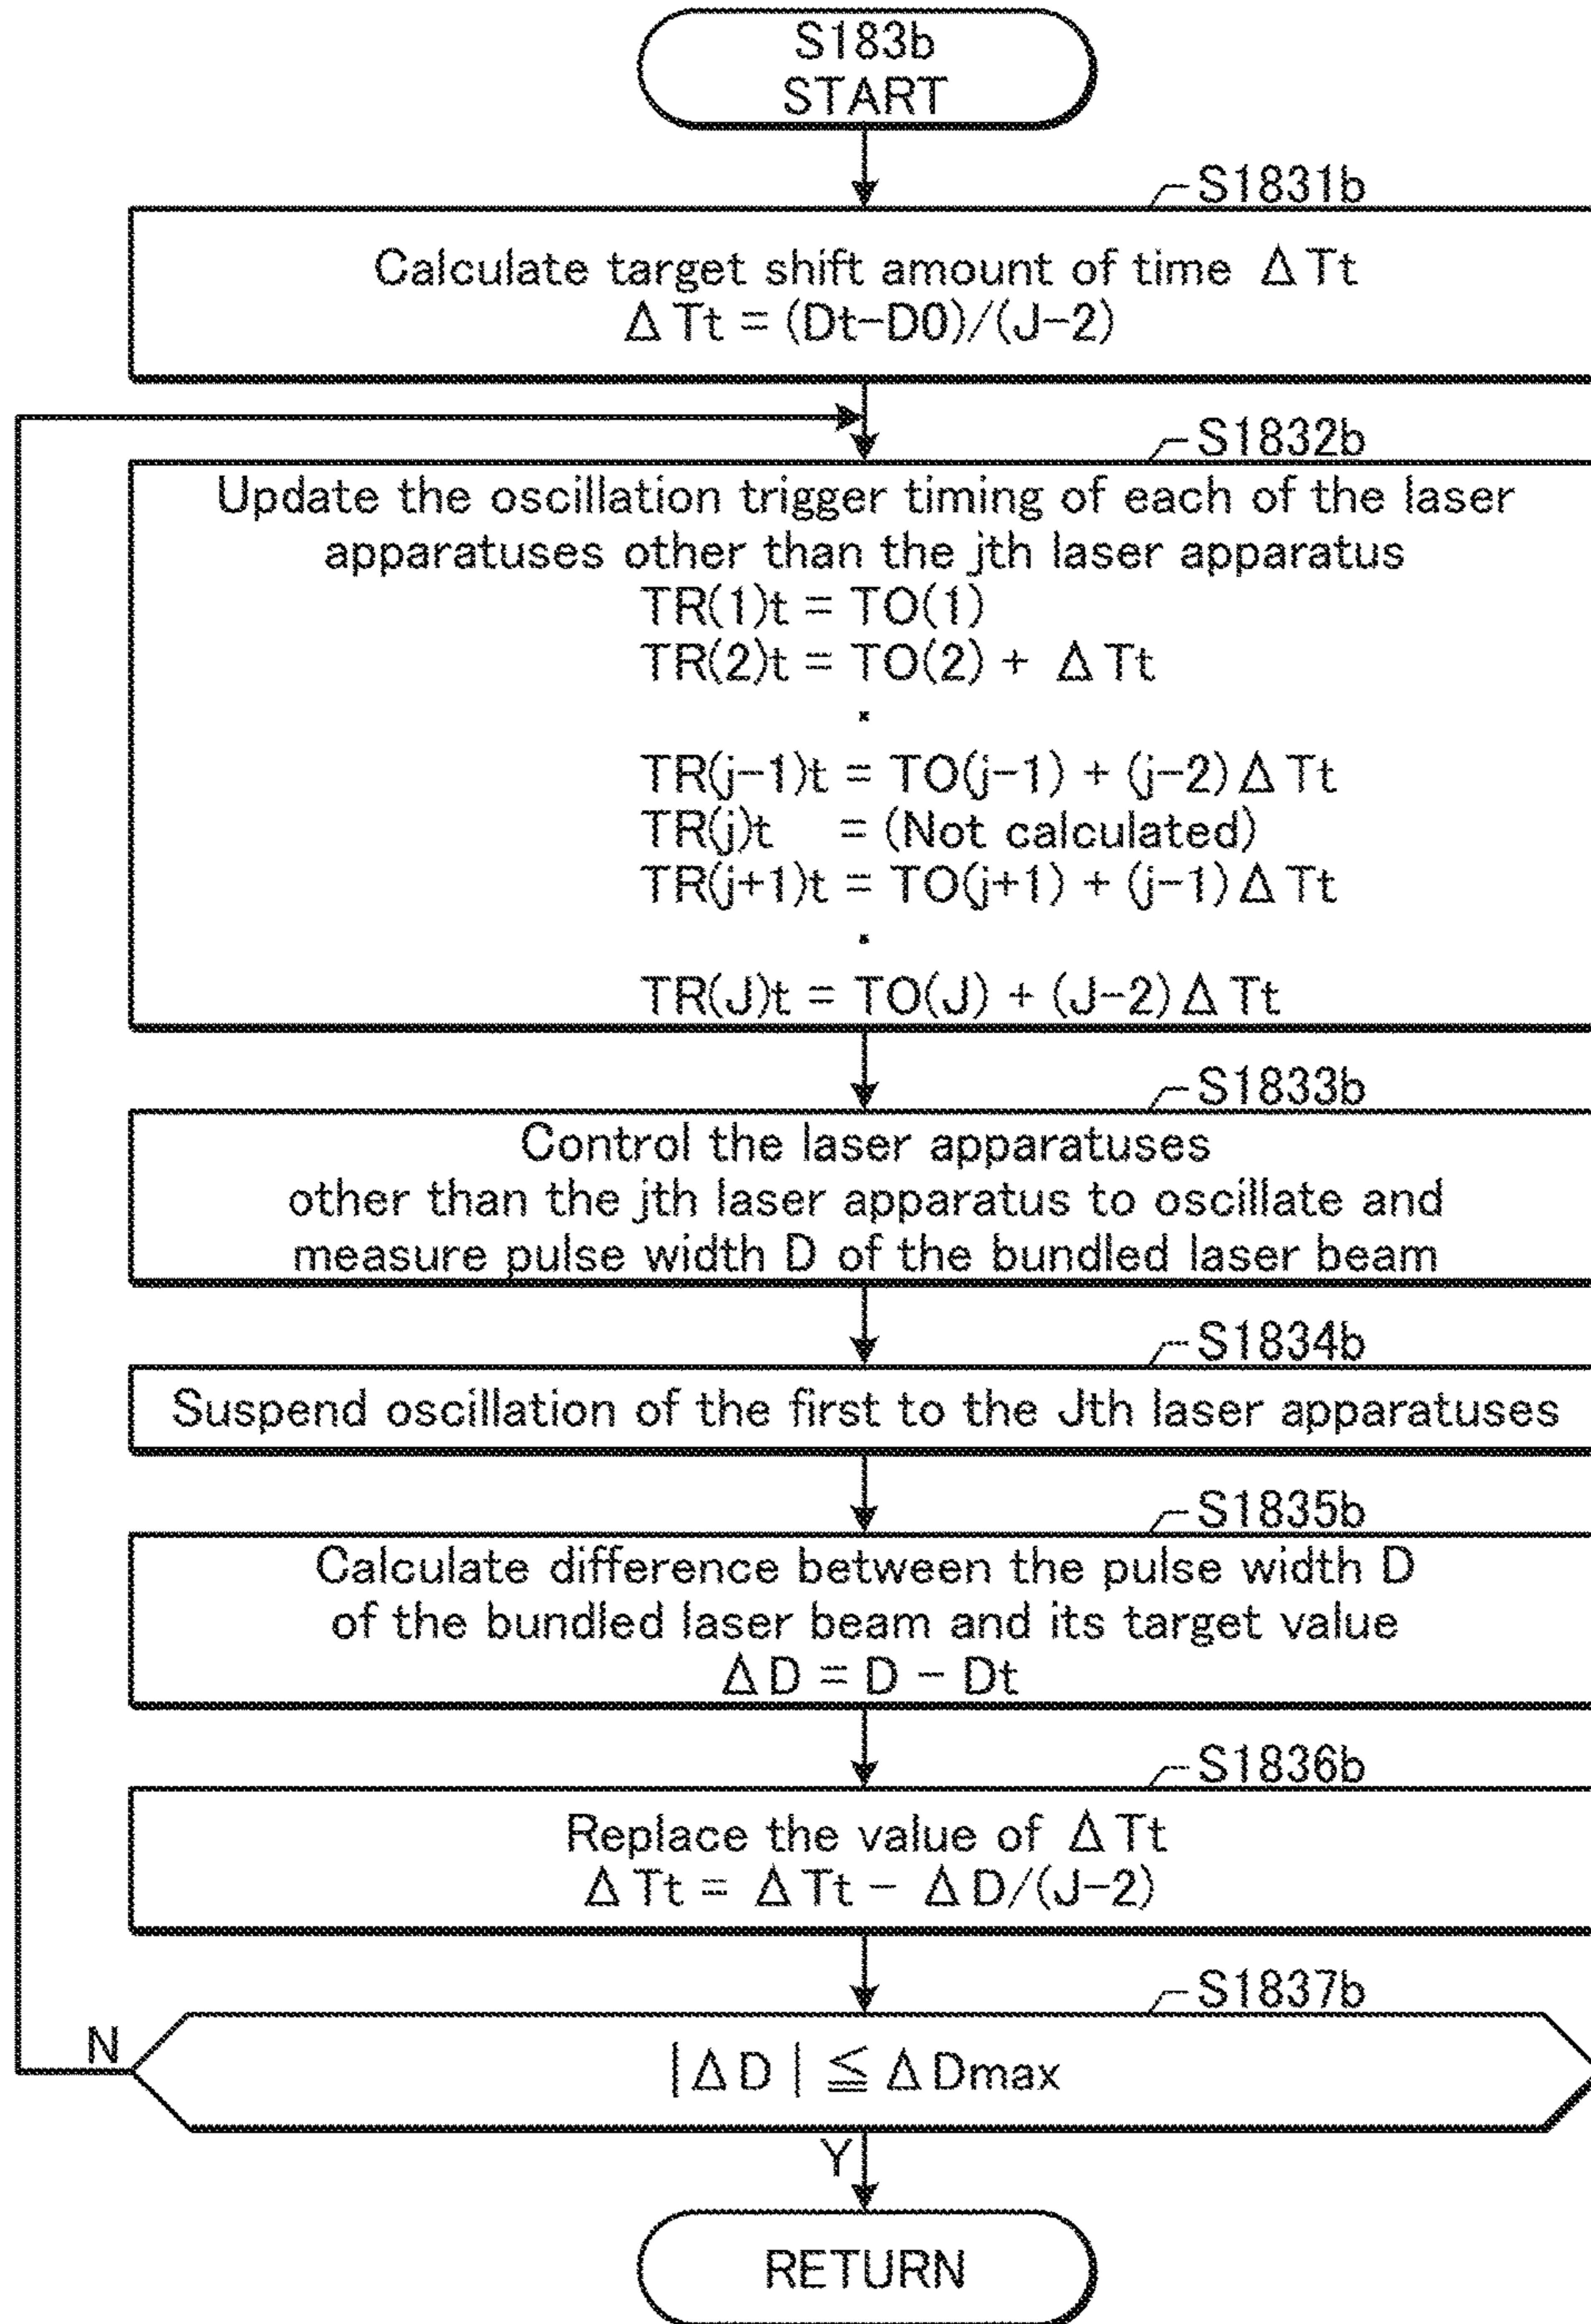 S183b
START
S1831b
Calculate target shift amount of time ΔTt
ΔTt = (Dt-D0)/(J-2)
S1832b
Update the oscillation trigger timing of each of the laser
apparatuses other than the jth laser apparatus
TR(1)t = TO(1)
TR(2)t = TO(2) + ΔTt
.
TR(j-1)t = TO(j-1) + (j-2)ΔTt
TR(j)t = (Not calculated)
TR(j+1)t = TO(j+1) + (j-1)ΔTt
.
TR(J)t = TO(J) + (J-2)ΔTt
S1833b
Control the laser apparatuses
other than the jth laser apparatus to oscillate and
measure pulse width D of the bundled laser beam
S1834b
Suspend oscillation of the first to the Jth laser apparatuses
S1835b
Calculate difference between the pulse width D
of the bundled laser beam and its target value
ΔD = D - Dt
S1836b
Replace the value of ΔTt
ΔTt = ΔTt - ΔD/(J-2)
S1837b
N
|ΔD| ≦ ΔDmax
Y
RETURN